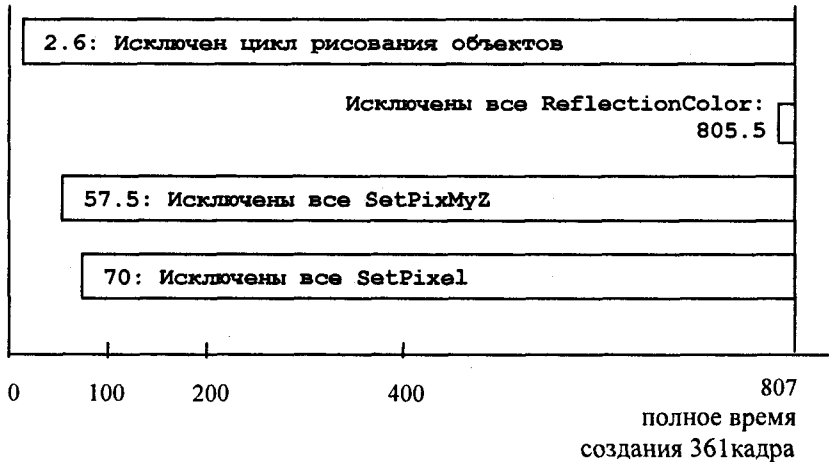 2.6: Исключен цикл рисования объектов
Исключены все ReflectionColor:
805.5
57.5: Исключены все SetPixMyZ
70: Исключены все SetPixel
0 100 200 400 807
полное время
создания 361кадра